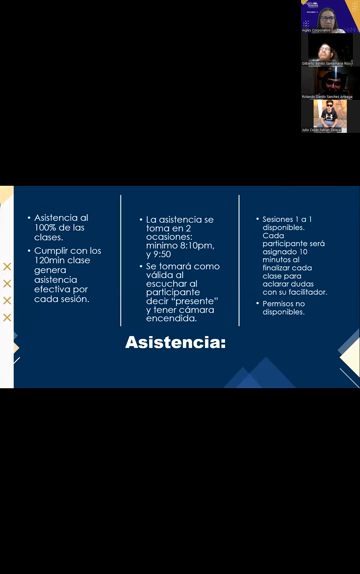 • Asistencia al
100% de las
clases.
• Cumplir con los
120min clase
genera
asistencia
efectiva por
cada sesión.
• La asistencia se
toma en 2
ocasiones:
mínimo 8:10pm,
y 9:50
• Se tomará como
válida al
escuchar al
participante
decir “presente”
y tener cámara
encendida.
• Sesiones 1 a 1
disponibles.
Cada
participante será
asignado 10
minutos al
finalizar cada
clase para
aclarar dudas
con su facilitador.
• Permisos no
disponibles.
Asistencia: